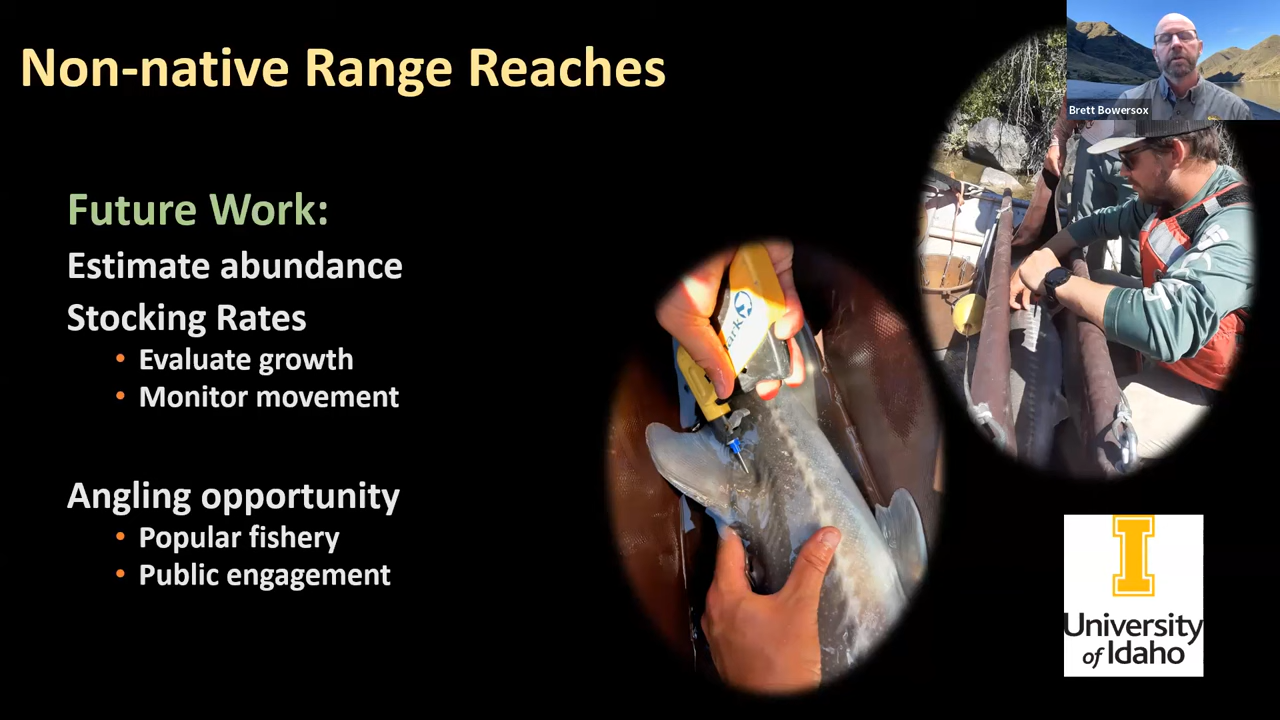 Non-native Range Reaches
Brett Bowersox
Future Work:
Estimate abundance
Stocking Rates
• Evaluate growth
• Monitor movement
Angling opportunity
• Popular fishery
• Public engagement
ark
I
University
of Idaho